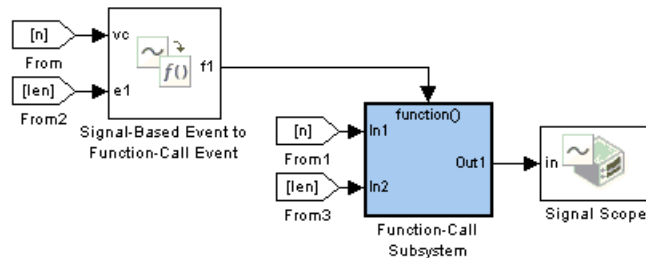 [n]
vc
From
f()
f1
[len]
e1
From2
Signal-Based Event to
Function-Call Event
function()
[n]
In1
From1
Out1
in
[len]
In2
From3
Signal Scope
Function-Call
Subsystem